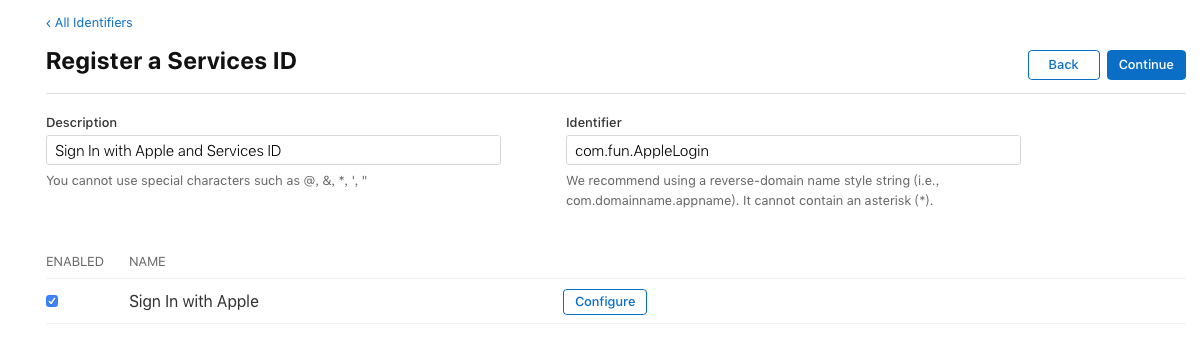 ‹ All Identifiers
Register a Services ID
Back
Continue
Description
Identifier
Sign In with Apple and Services ID
com.fun.AppleLogin
You cannot use special characters such as @, &, *, ', "
We recommend using a reverse-domain name style string (i.e.,
com.domainname.appname). It cannot contain an asterisk (*).
ENABLED
NAME
Sign In with Apple
Configure